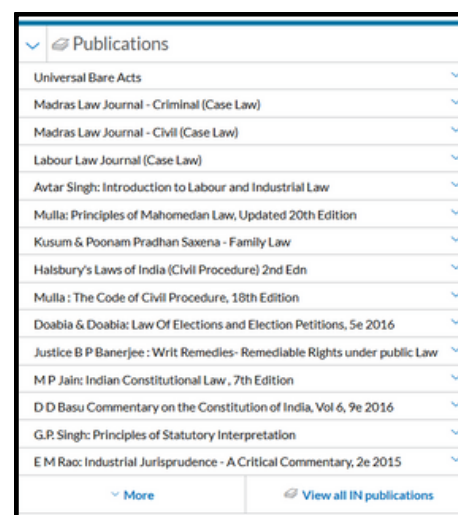 Publications
Universal Bare Acts
Madras Law Journal - Criminal (Case Law)
Madras Law Journal - Civil (Case Law)
Labour Law Journal (Case Law)
Avtar Singh: Introduction to Labour and Industrial Law
Mulla: Principles of Mahomedan Law, Updated 20th Edition
Kusum & Poonam Pradhan Saxena - Family Law
Halsbury's Laws of India (Civil Procedure) 2nd Edn
Mulla : The Code of Civil Procedure, 18th Edition
Doabia & Doabia: Law Of Elections and Election Petitions, 5e 2016
Justice B P Banerjee : Writ Remedies- Remediable Rights under public Law
M P Jain: Indian Constitutional Law , 7th Edition
D D Basu Commentary on the Constitution of India, Vol 6, 9e 2016
G.P. Singh: Principles of Statutory Interpretation
E M Rao: Industrial Jurisprudence - A Critical Commentary, 2e 2015
More View all IN publications